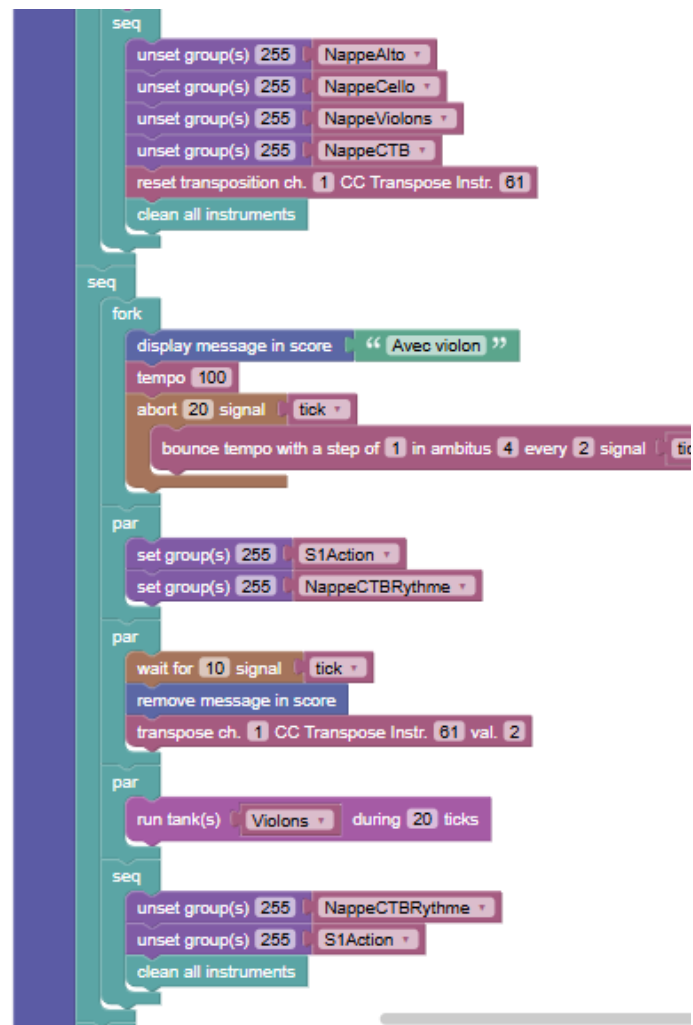 seq
unset group(s) 255 NappeAlto
unset group(s) 255 NappeCello
unset group(s) 255 NappeViolons
unset group(s) 255 NappeCTB
reset transposition ch. 1 CC Transpose Instr. 61
clean all instruments
seq
fork
display message in score “ Avec violon ”
tempo 100
abort 20 signal tick
bounce tempo with a step of 1 in ambitus 4 every 2 signal tic
par
set group(s) 255 S1Action
set group(s) 255 NappeCTBRythme
par
wait for 10 signal tick
remove message in score
transpose ch. 1 CC Transpose Instr. 61 val. 2
par
run tank(s) Violons during 20 ticks
seq
unset group(s) 255 NappeCTBRythme
unset group(s) 255 S1Action
clean all instruments